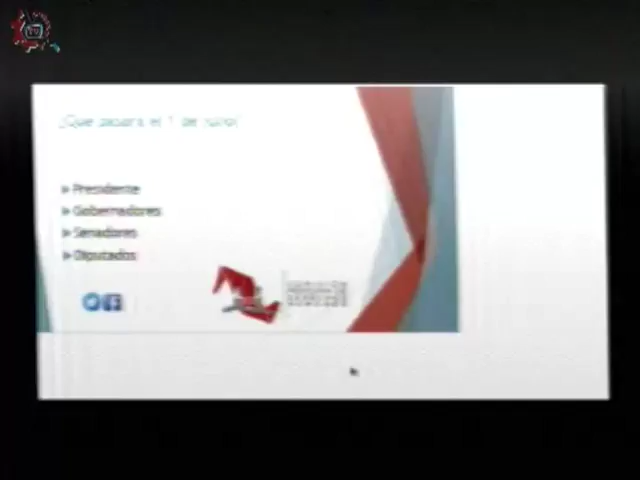 ¿Que pasara el 1 de Julio?
Presidente
Gobernadores
Senadores
Diputados